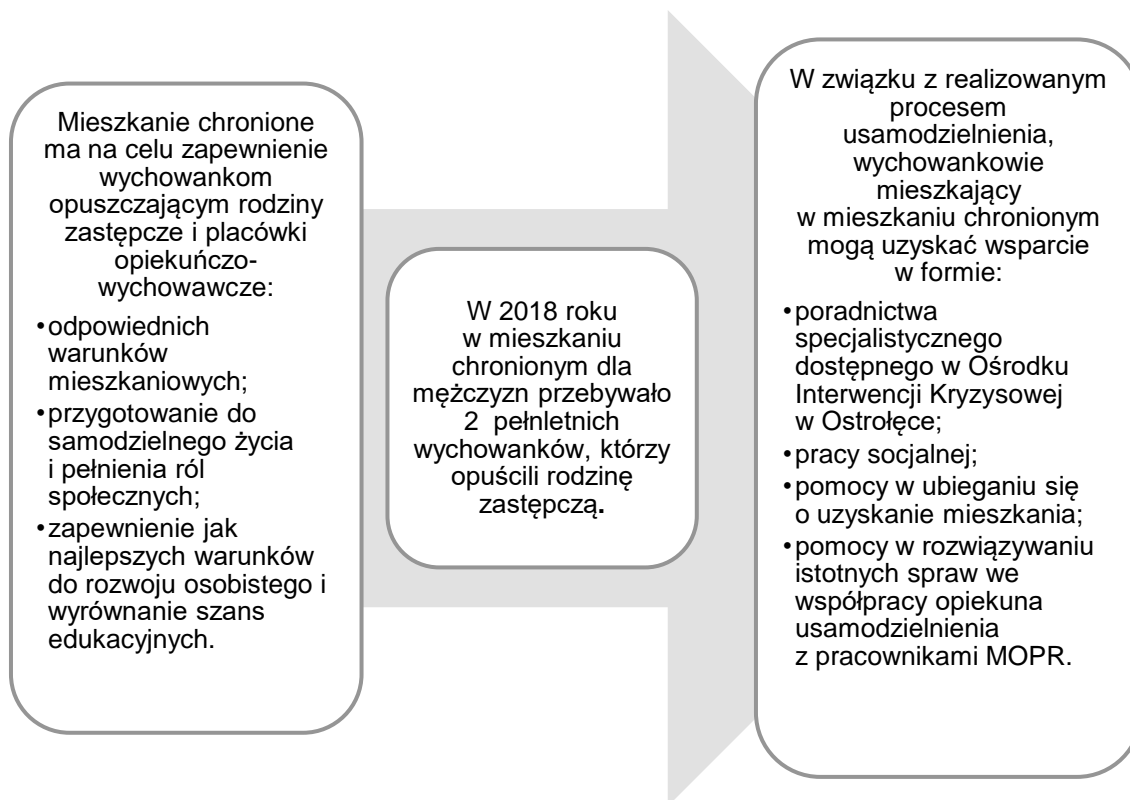 Mieszkanie chronione
ma na celu zapewnienie
wychowankom
opuszczającym rodziny
zastępcze i placówki
opiekuńczo-
wychowawcze:
•odpowiednich
warunków
mieszkaniowych;
•przygotowanie do
samodzielnego życia
i pełnienia ról
społecznych;
•zapewnienie jak
najlepszych warunków
do rozwoju osobistego i
wyrównanie szans
edukacyjnych.
W 2018 roku
w mieszkaniu
chronionym dla
mężczyzn przebywało
2 pełnletnich
wychowanków, którzy
opuścili rodzinę
zastępczą.
W związku z realizowanym
procesem
usamodzielnienia,
wychowankowie
mieszkający
w mieszkaniu chronionym
mogą uzyskać wsparcie
w formie:
•poradnictwa
specjalistycznego
dostępnego w Ośrodku
Interwencji Kryzysowej
w Ostrołęce;
•pracy socjalnej;
•pomocy w ubieganiu się
o uzyskanie mieszkania;
•pomocy w rozwiązywaniu
istotnych spraw we
współpracy opiekuna
usamodzielnienia
z pracownikami MOPR.